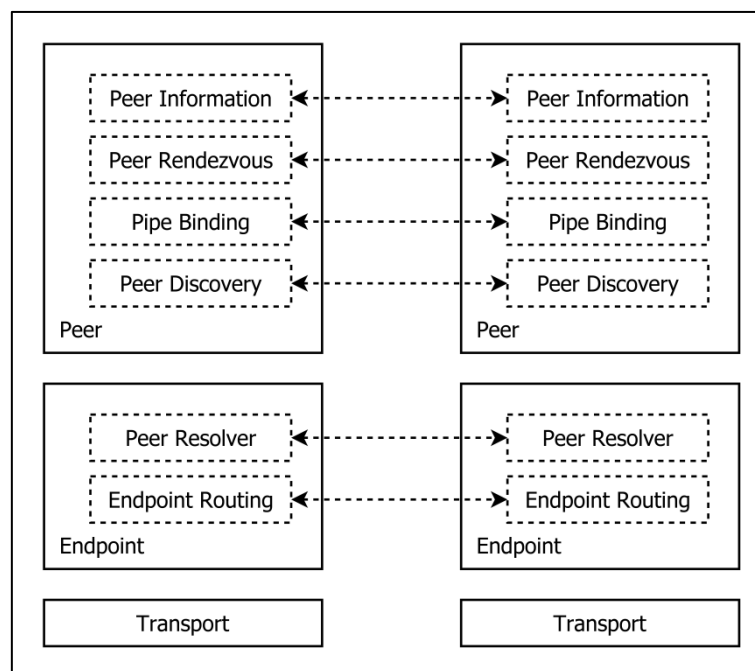 Peer Information
Peer Rendezvous
Pipe Binding
Peer Discovery
Peer
Peer Information
Peer Rendezvous
Pipe Binding
Peer Discovery
Peer
Peer Resolver
Endpoint Routing
Endpoint
Peer Resolver
Endpoint Routing
Endpoint
Transport
Transport